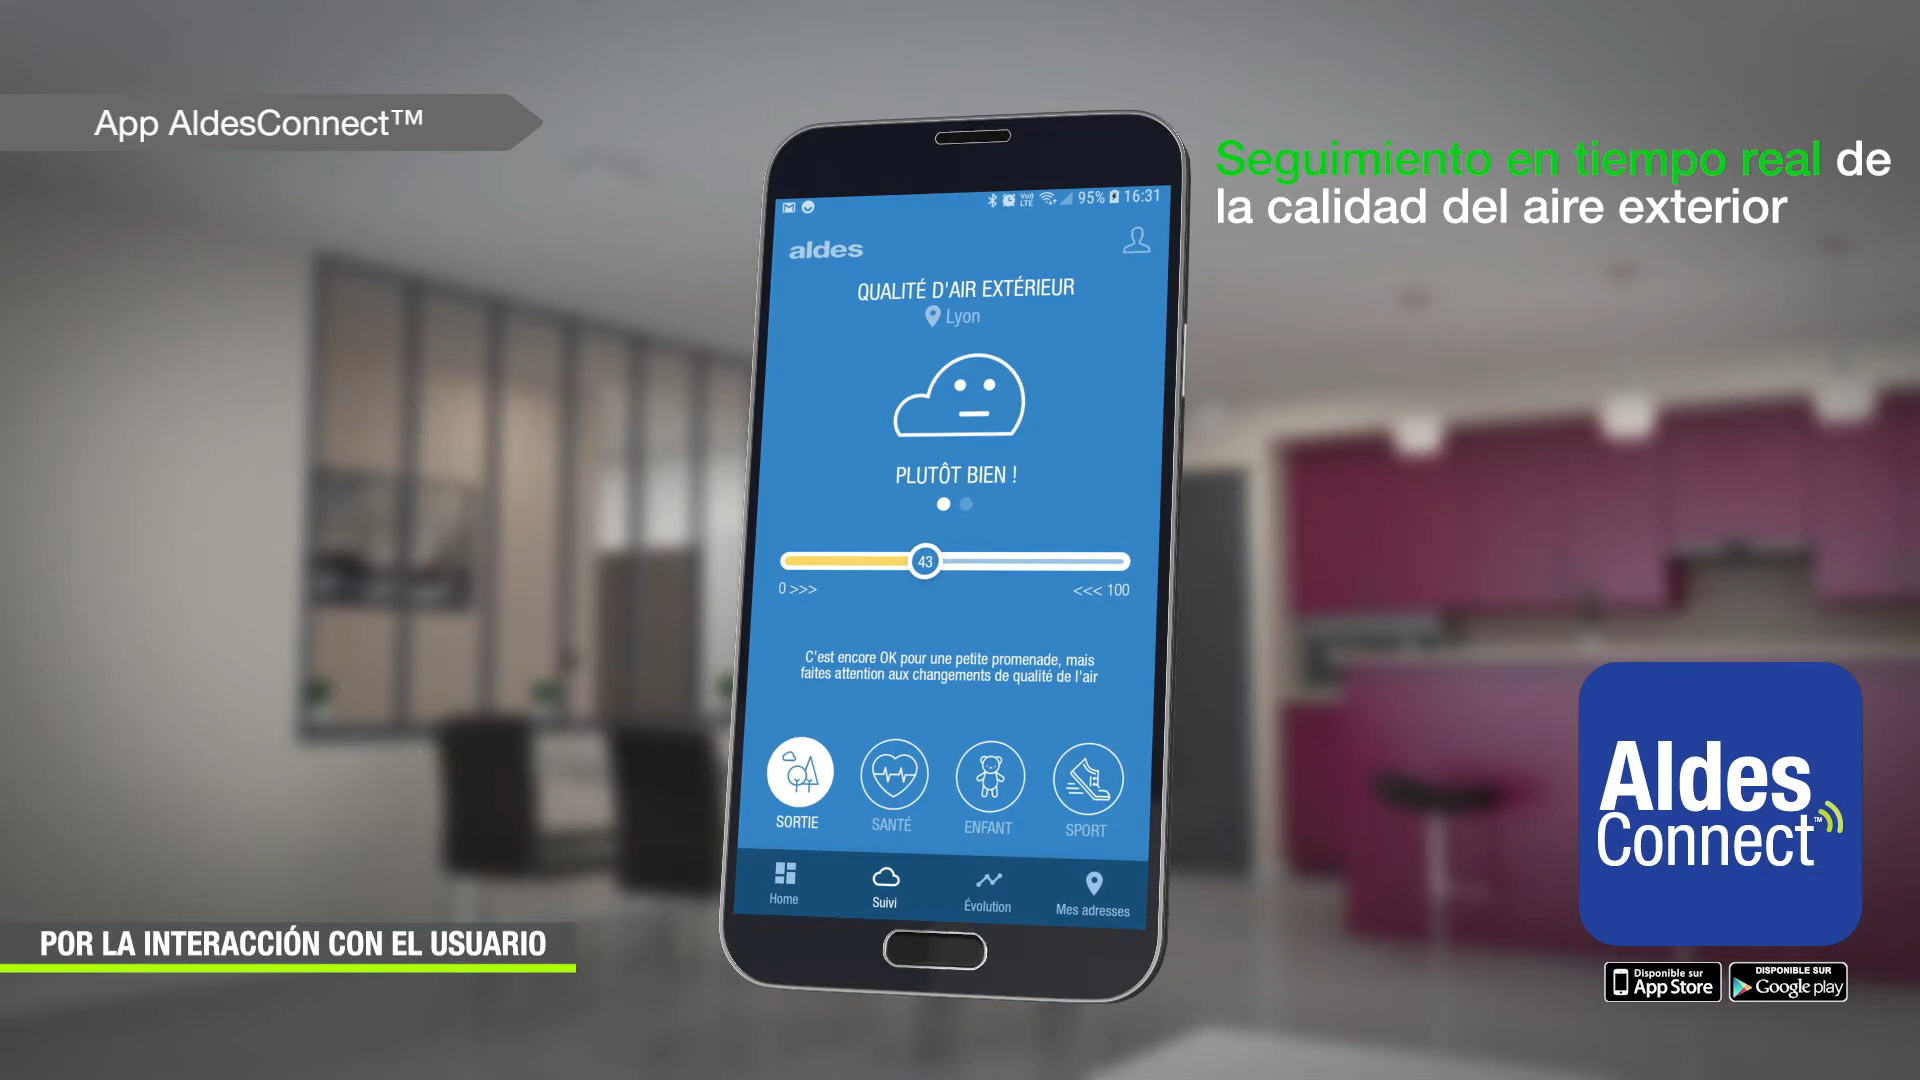 App AldesConnect™
Seguimiento en tiempo real de
la calidad del aire exterior
VoLTE 95% 16:31
aldes
QUALITÉ D'AIR EXTÉRIEUR
Lyon
PLUTÔT BIEN !
43
0 >>>
<<< 100
C'est encore OK pour une petite promenade, mais
faites attention aux changements de qualité de l'air
SORTIE
SANTÉ
ENFANT
SPORT
Home
Suivi
Évolution
Mes adresses
Aldes
Connect™
POR LA INTERACCIÓN CON EL USUARIO
Disponible sur
App Store
DISPONIBLE SUR
Google play